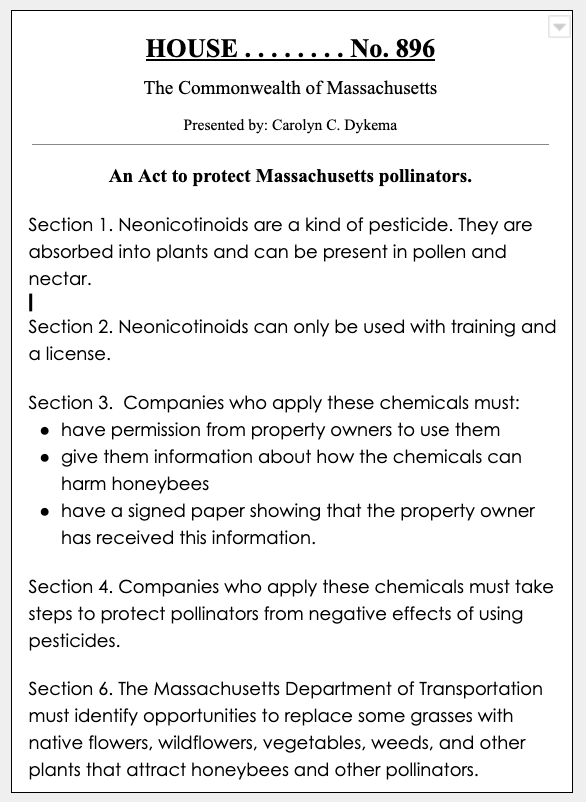 HOUSE . . . . . . . . No. 896
The Commonwealth of Massachusetts
Presented by: Carolyn C. Dykema
An Act to protect Massachusetts pollinators.
Section 1. Neonicotinoids are a kind of pesticide. They are
absorbed into plants and can be present in pollen and
nectar.
Section 2. Neonicotinoids can only be used with training and
a license.
Section 3.  Companies who apply these chemicals must:
● have permission from property owners to use them
● give them information about how the chemicals can
harm honeybees
● have a signed paper showing that the property owner
has received this information.
Section 4. Companies who apply these chemicals must take
steps to protect pollinators from negative effects of using
pesticides.
Section 6. The Massachusetts Department of Transportation
must identify opportunities to replace some grasses with
native flowers, wildflowers, vegetables, weeds, and other
plants that attract honeybees and other pollinators.